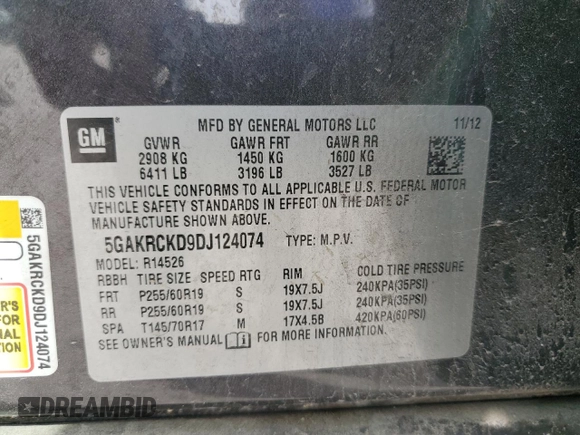 GM
MFD BY GENERAL MOTORS LLC 11/12
GVWR GAWR FRT GAWR RR
2908 KG 1450 KG 1600 KG
6411 LB 3196 LB 3527 LB
THIS VEHICLE CONFORMS TO ALL APPLICABLE U.S. FEDERAL MOTOR
VEHICLE SAFETY STANDARDS IN EFFECT ON THE DATE OF
MANUFACTURE SHOWN ABOVE.
5GAKRCKD9DJ124074 TYPE: M.P.V.
MODEL: R14526
RBBH TIRE SIZE SPEED RTG RIM COLD TIRE PRESSURE
FRT P255/60R19 S 19X7.5J 240KPA(35PSI)
RR P255/60R19 S 19X7.5J 240KPA(35PSI)
SPA T145/70R17 M 17X4.5B 420KPA(60PSI)
SEE OWNER'S MANUAL FOR MORE INFORMATION.
5GAKRCKD9DJ124074
ER'S
FOR
NAL
TION
DREAMBID